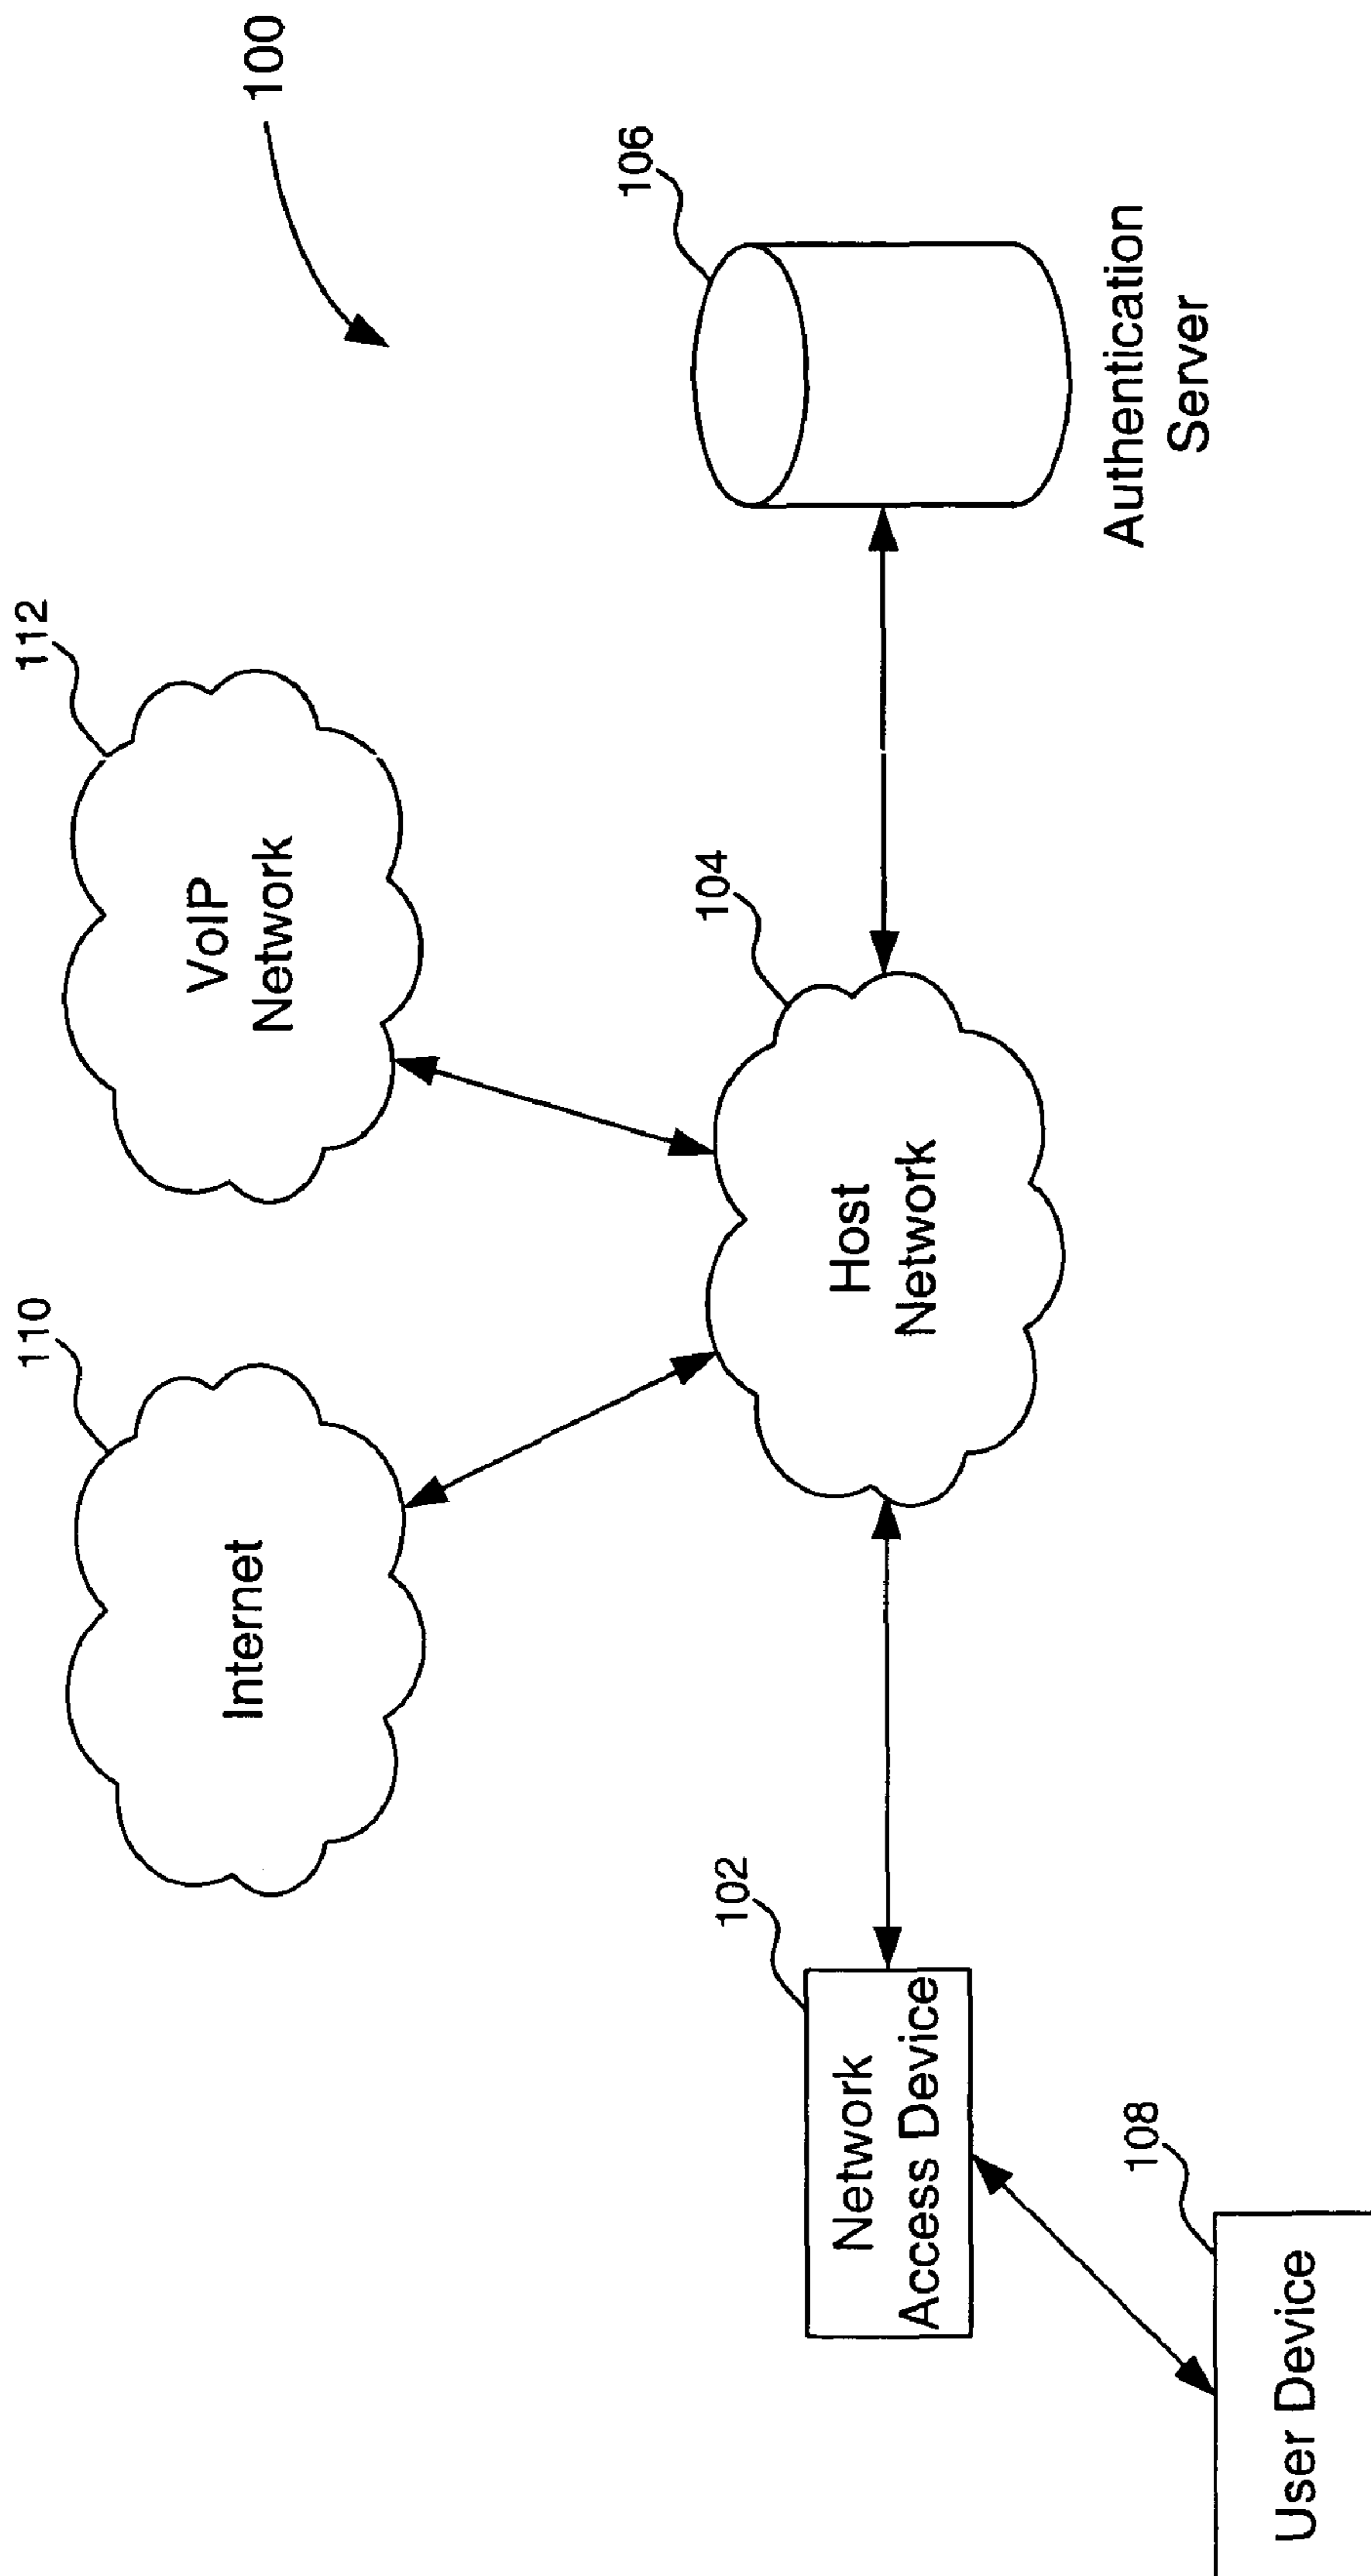 100
110
Internet
112
VoIP
Network
106
Authentication
Server
104
Host
Network
102
Network
Access Device
108
User Device